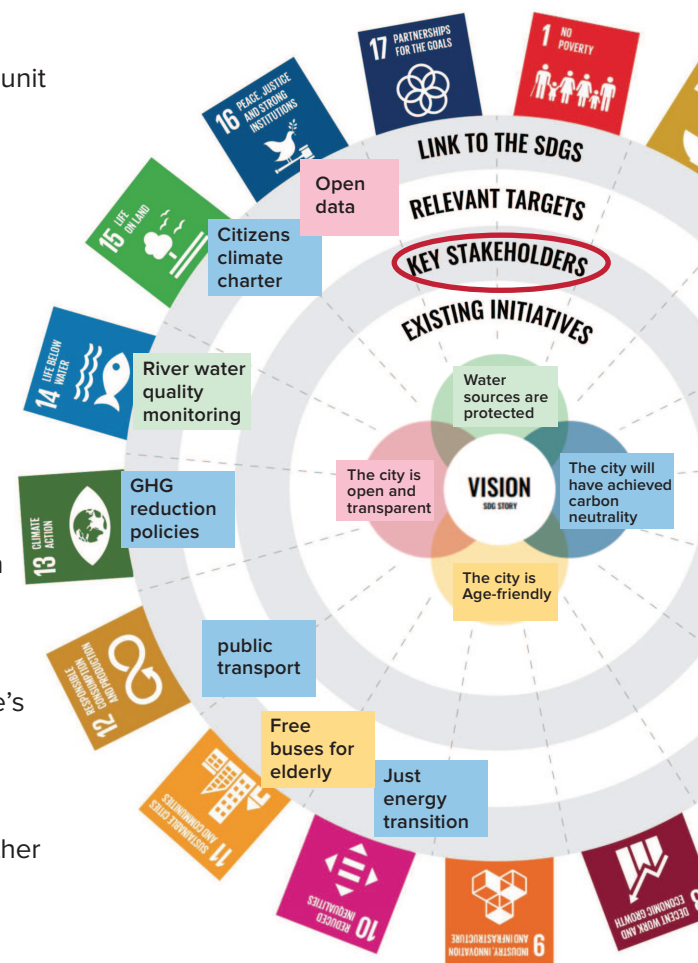 unit
17 PARTNERSHIPS
FOR THE GOALS
1 NO
POVERTY
16 PEACE, JUSTICE
AND STRONG
INSTITUTIONS
LINK TO THE SDGS
15 LIFE
ON LAND
Open
data
RELEVANT TARGETS
Citizens
climate
charter
KEY STAKEHOLDERS
EXISTING INITIATIVES
14 LIFE BELOW
WATER
River water
quality
monitoring
Water
sources are
protected
The city is
open and
transparent
VISION
SDG STORY
The city will
have achieved
carbon
neutrality
13 CLIMATE
ACTION
GHG
reduction
policies
The city is
Age-friendly
12 RESPONSIBLE
CONSUMPTION
AND PRODUCTION
public
transport
e's
Free
buses for
elderly
11 SUSTAINABLE CITIES
AND COMMUNITIES
Just
energy
transition
her
10 REDUCED
INEQUALITIES
9 INDUSTRY, INNOVATION
AND INFRASTRUCTURE
8 DECENT WORK AND
ECONOMIC GROWTH